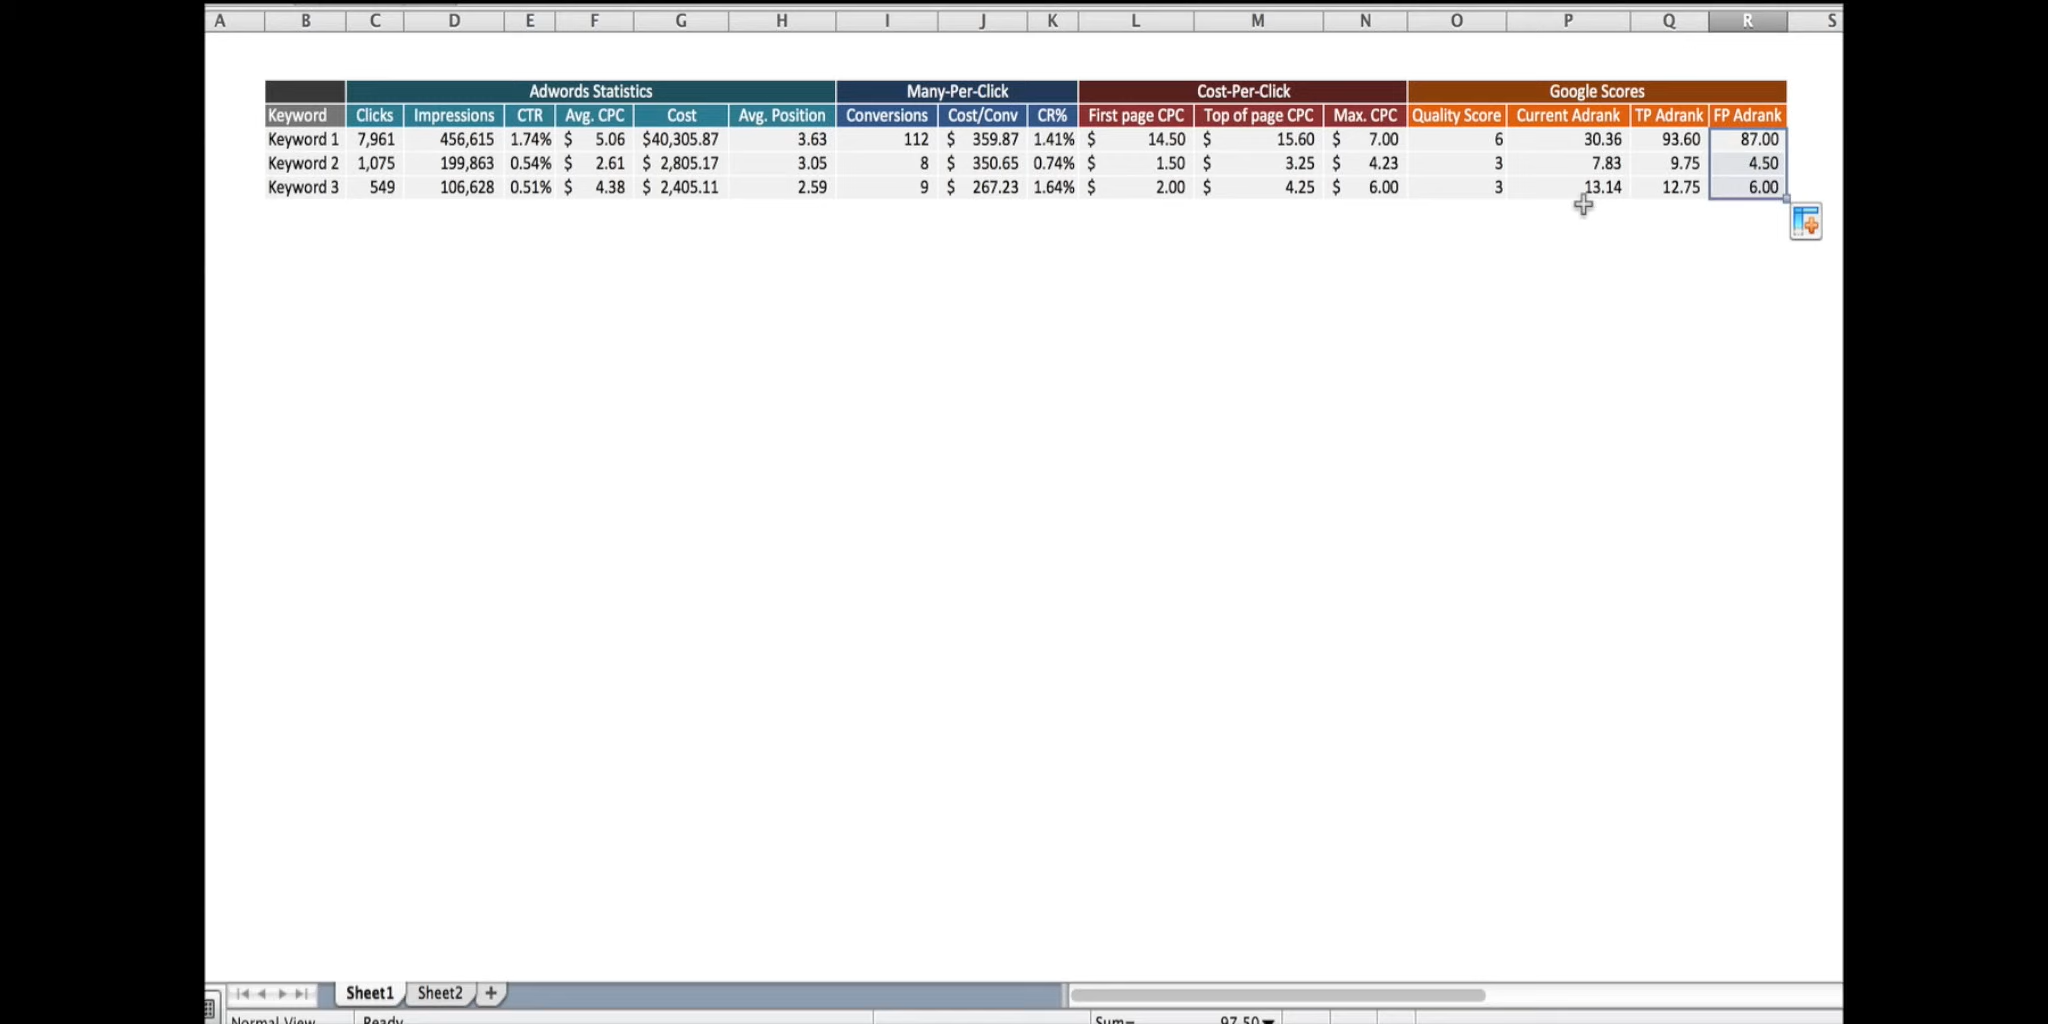 A B C D E F G H I J K L M N O P Q R S
Adwords Statistics Many-Per-Click Cost-Per-Click Google Scores
Keyword Clicks Impressions CTR Avg. CPC Cost Avg. Position Conversions Cost/Conv CR% First page CPC Top of page CPC Max. CPC Quality Score Current Adrank TP Adrank FP Adrank
Keyword 1 7,961 456,615 1.74% $ 5.06 $40,305.87 3.63 112 $ 359.87 1.41% $ 14.50 $ 15.60 $ 7.00 6 30.36 93.60 87.00
Keyword 2 1,075 199,863 0.54% $ 2.61 $ 2,805.17 3.05 8 $ 350.65 0.74% $ 1.50 $ 3.25 $ 4.23 3 7.83 9.75 4.50
Keyword 3 549 106,628 0.51% $ 4.38 $ 2,405.11 2.59 9 $ 267.23 1.64% $ 2.00 $ 4.25 $ 6.00 3 13.14 12.75 6.00
Sheet1 Sheet2 +
Normal View Ready Sum= 97.50